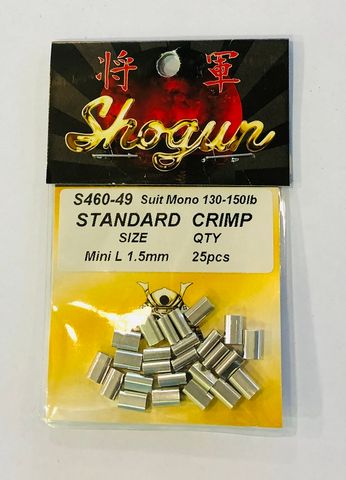 将 軍
Shogun
S460-49 Suit Mono 130-150lb
STANDARD CRIMP
SIZE QTY
Mini L 1.5mm 25pcs